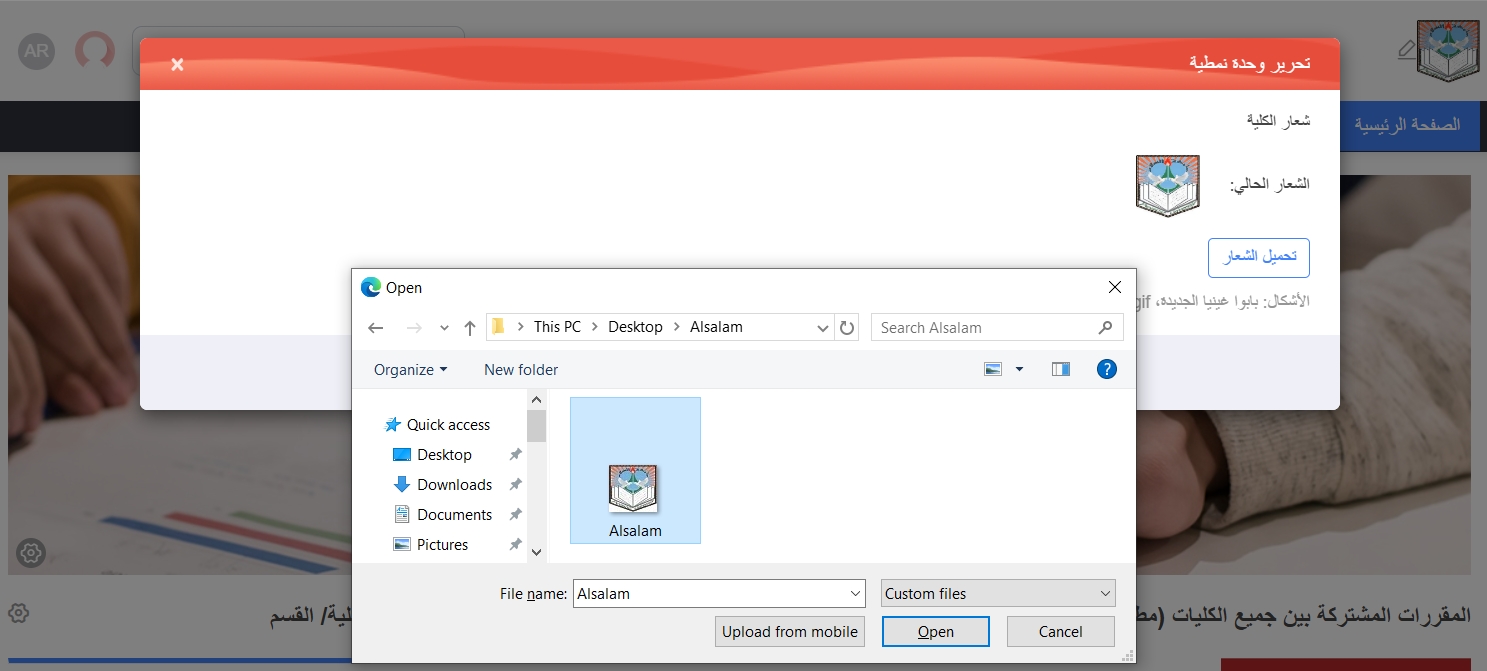 AR
تحرير وحدة نمطية
×
شعار الكلية
الصفحة الرئيسية
الشعار الحالي:
تحميل الشعار
الأشكال: بابوا غينيا الجديدة، gif
Open
This PC > Desktop > Alsalam
Search Alsalam
Organize
New folder
?
Quick access
Desktop
Downloads
Documents
Pictures
Alsalam
File name: Alsalam
Custom files
Upload from mobile
Open
Cancel
المقررات المشتركة بين جميع الكليات
القسم